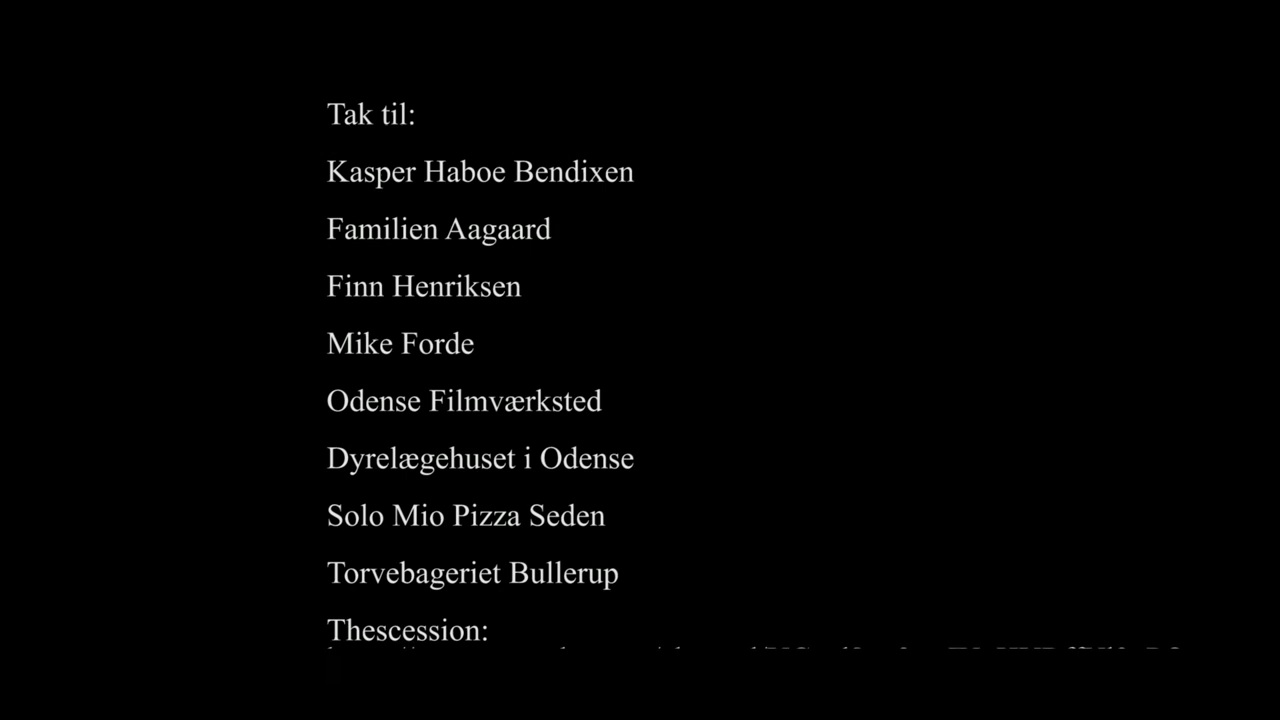 Tak til:
Kasper Haboe Bendixen
Familien Aagaard
Finn Henriksen
Mike Forde
Odense Filmværksted
Dyrelægehuset i Odense
Solo Mio Pizza Seden
Torvebageriet Bullerup
Thescession: